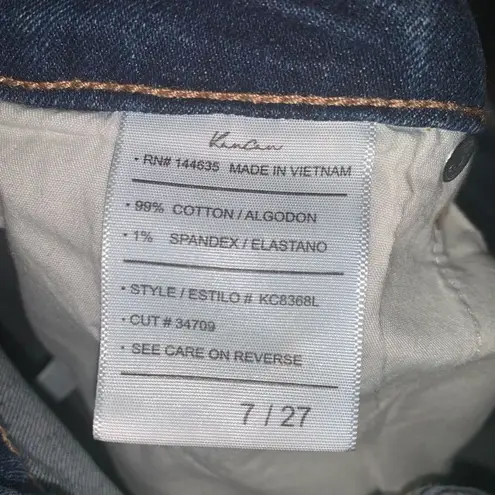 KanCan
• RN# 144635 MADE IN VIETNAM
• 99% COTTON / ALGODON
• 1% SPANDEX / ELASTANO
• STYLE / ESTILO # KC8368L
• CUT # 34709
• SEE CARE ON REVERSE
7 / 27